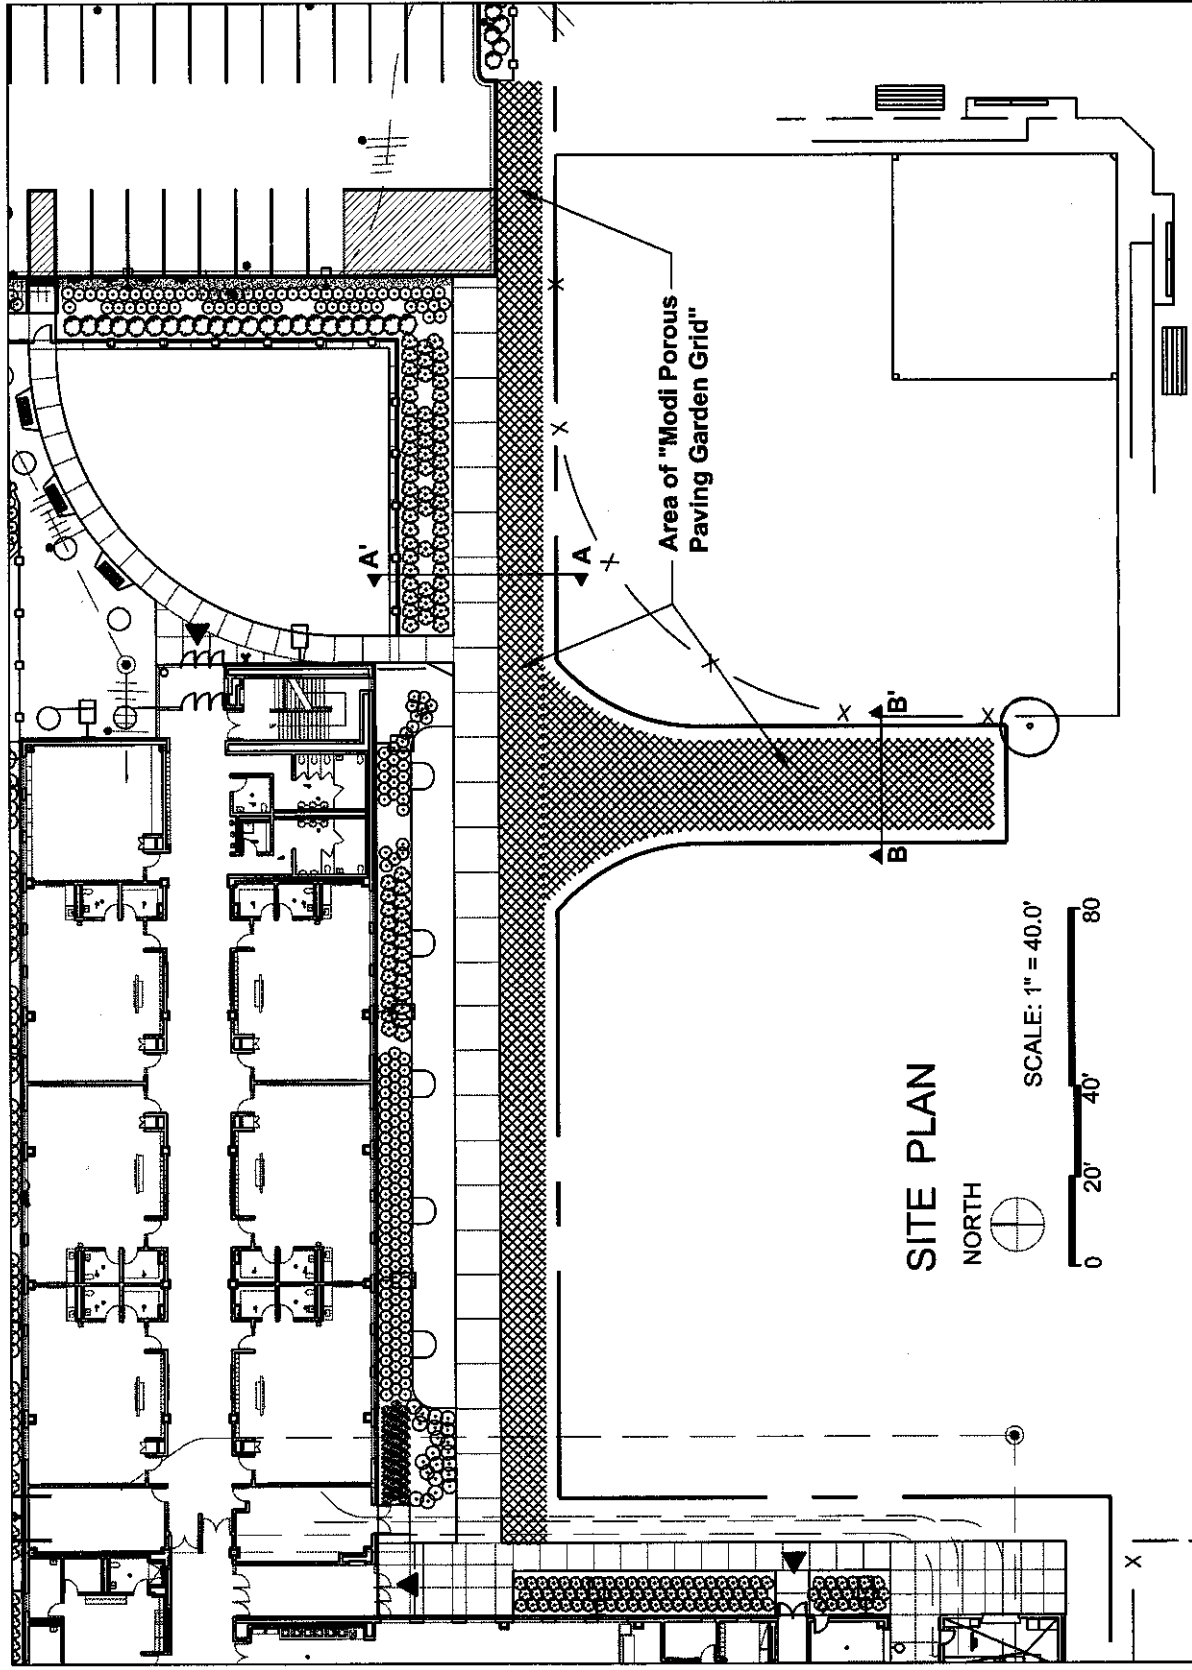 Area of "Modi Porous
Paving Garden Grid"
A'
A
B
B'
SITE PLAN
NORTH
SCALE: 1" = 40.0'
0
20'
40'
80